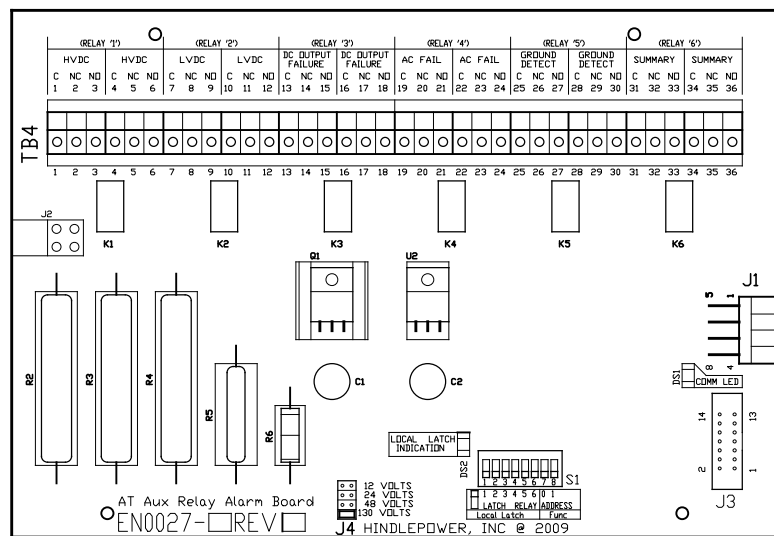 (RELAY '1') (RELAY '2') (RELAY '3') (RELAY '4') (RELAY '5') (RELAY '6')
HVDC HVDC LVDC LVDC DC OUTPUT FAILURE DC OUTPUT FAILURE AC FAIL AC FAIL GROUND DETECT GROUND DETECT SUMMARY SUMMARY
C NC NO C NC NO C NC NO C NC NO C NC NO C NC NO C NC NO C NC NO C NC NO C NC NO C NC NO C NC NO
1 2 3 4 5 6 7 8 9 10 11 12 13 14 15 16 17 18 19 20 21 22 23 24 25 26 27 28 29 30 31 32 33 34 35 36
TB4
1 2 3 4 5 6 7 8 9 10 11 12 13 14 15 16 17 18 19 20 21 22 23 24 25 26 27 28 29 30 31 32 33 34 35 36
J2
K1 K2 K3 K4 K5 K6
Q1 U2
J1
5 1
8 4
DS1
COMM LED
R2 R3 R4 R5 R6
C1 C2
14 13
2 1
J3
LOCAL LATCH
INDICATION
DS2
1 2 3 4 5 6 7 8
S1
1 2 3 4 5 6 0 1
LATCH RELAY ADDRESS
Local Latch Func
12 VOLTS
24 VOLTS
48 VOLTS
130 VOLTS
J4
AT Aux Relay Alarm Board
EN0027- REV
HINDLEPOWER, INC @ 2009